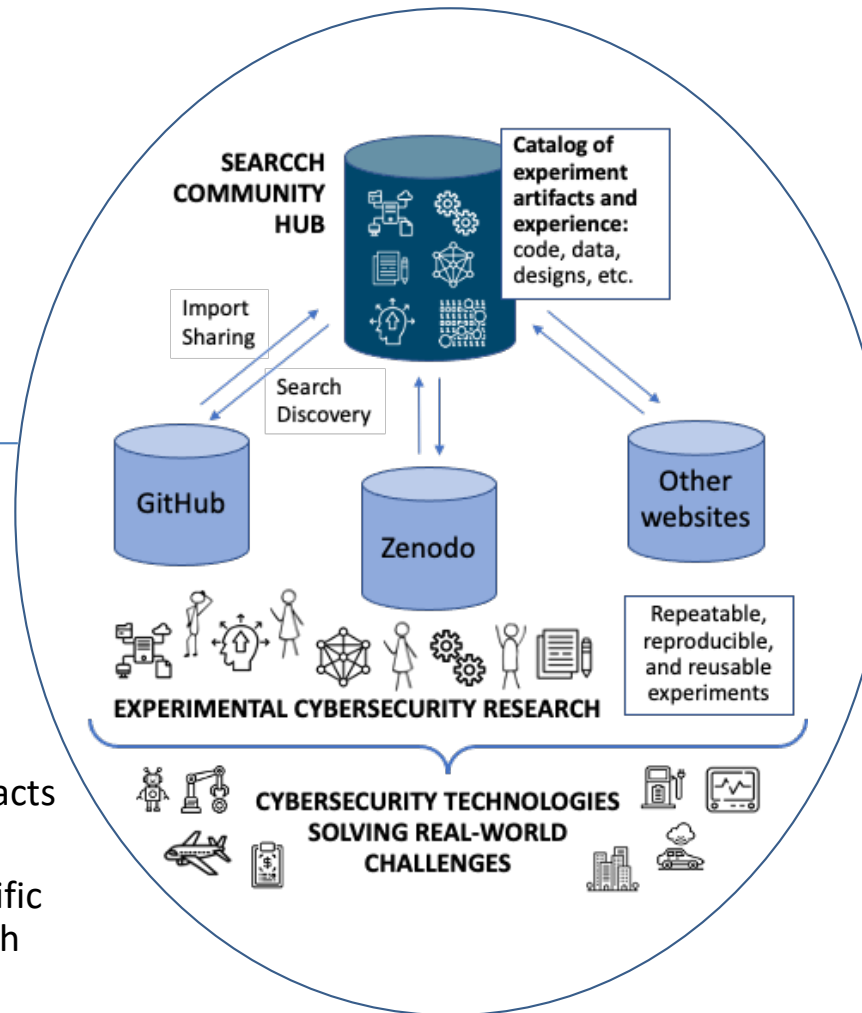 SEARCCH
COMMUNITY
HUB
Catalog of
experiment
artifacts and
experience:
code, data,
designs, etc.
Import
Sharing
Search
Discovery
GitHub
Zenodo
Other
websites
Repeatable,
reproducible,
and reusable
experiments
EXPERIMENTAL CYBERSECURITY RESEARCH
CYBERSECURITY TECHNOLOGIES
SOLVING REAL-WORLD
CHALLENGES
acts
ific
h